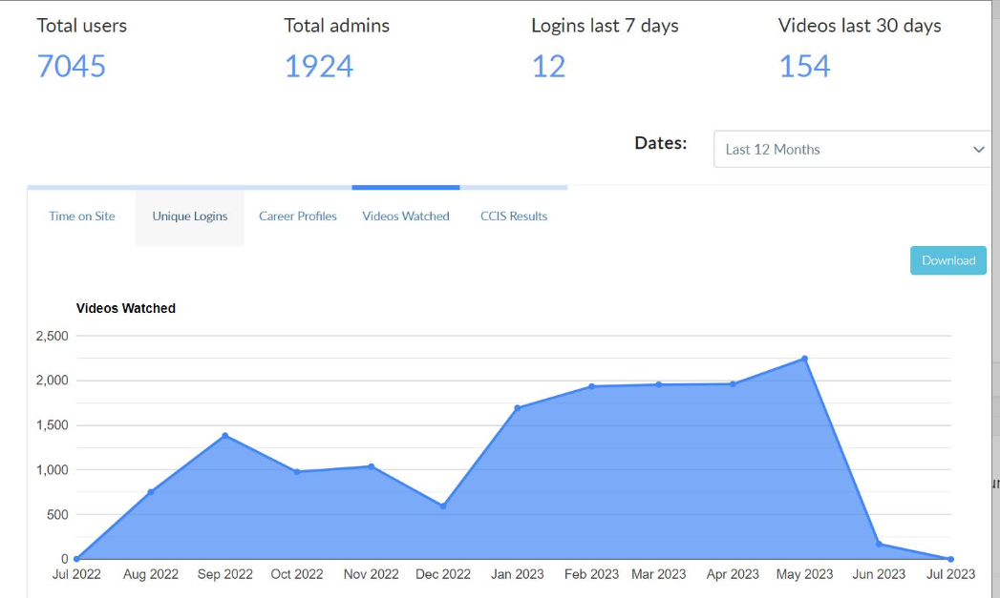 Total users Total admins Logins last 7 days Videos last 30 days
7045 1924 12 154
Dates: Last 12 Months
Time on Site Unique Logins Career Profiles Videos Watched CCIS Results
Download
Videos Watched
2,500
2,000
1,500
1,000
500
0
Jul 2022 Aug 2022 Sep 2022 Oct 2022 Nov 2022 Dec 2022 Jan 2023 Feb 2023 Mar 2023 Apr 2023 May 2023 Jun 2023 Jul 2023